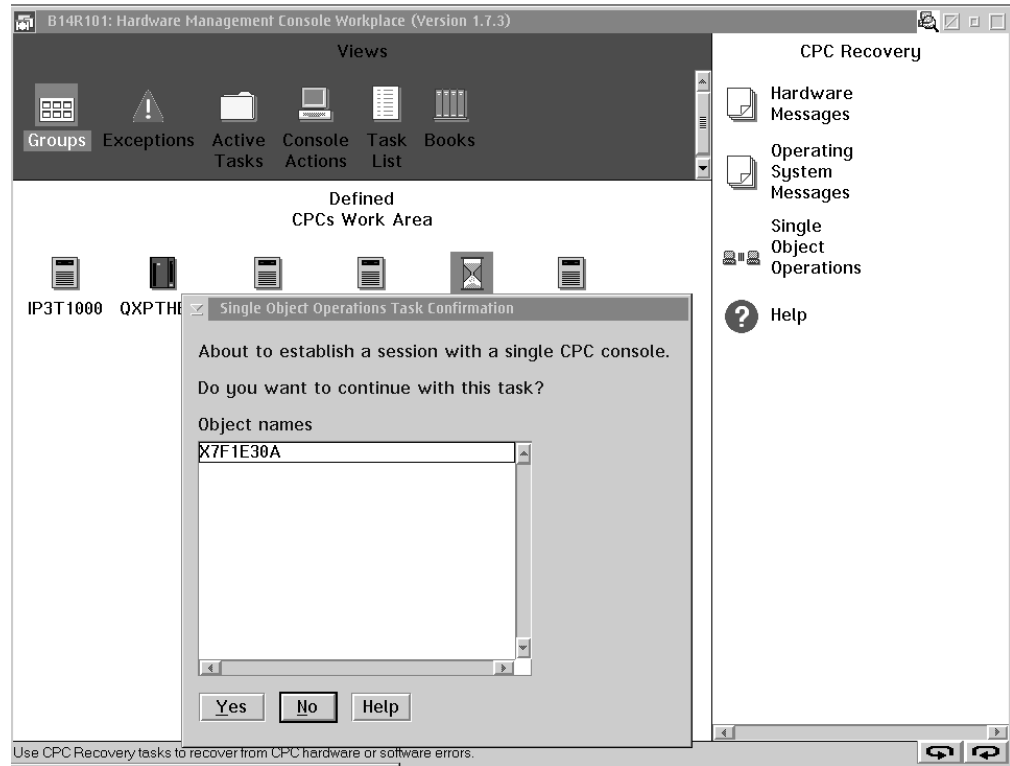 B14R101: Hardware Management Console Workplace (Version 1.7.3)
Views
Groups
Exceptions
Active
Tasks
Console
Actions
Task
List
Books
Defined
CPCs Work Area
IP3T1000
QXPTHE
Single Object Operations Task Confirmation
About to establish a session with a single CPC console.
Do you want to continue with this task?
Object names
X7F1E30A
Yes
No
Help
CPC Recovery
Hardware
Messages
Operating
System
Messages
Single
Object
Operations
Help
Use CPC Recovery tasks to recover from CPC hardware or software errors.